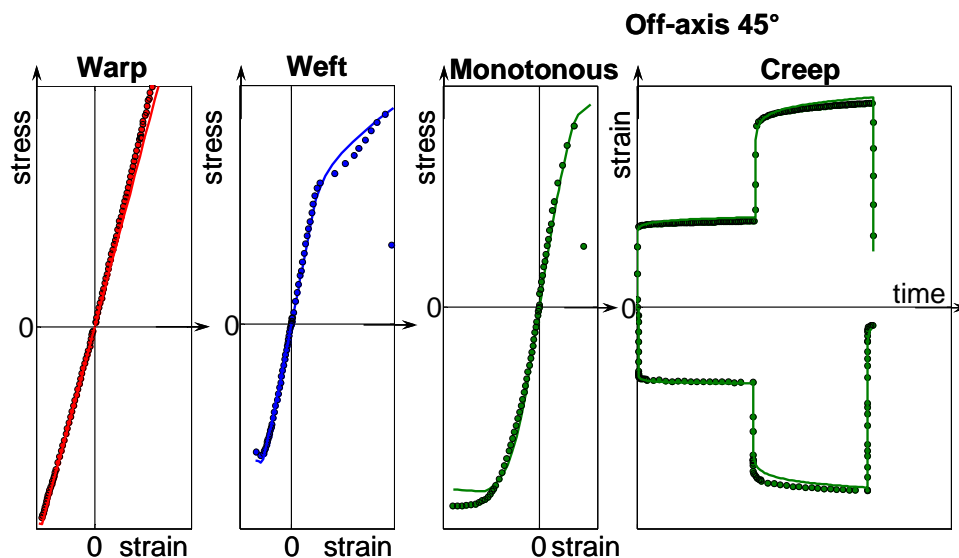 Off-axis 45°
Warp
Weft
Monotonous
Creep
stress
stress
stress
strain
0
0
0
0
time
0 strain
0 strain
0 strain